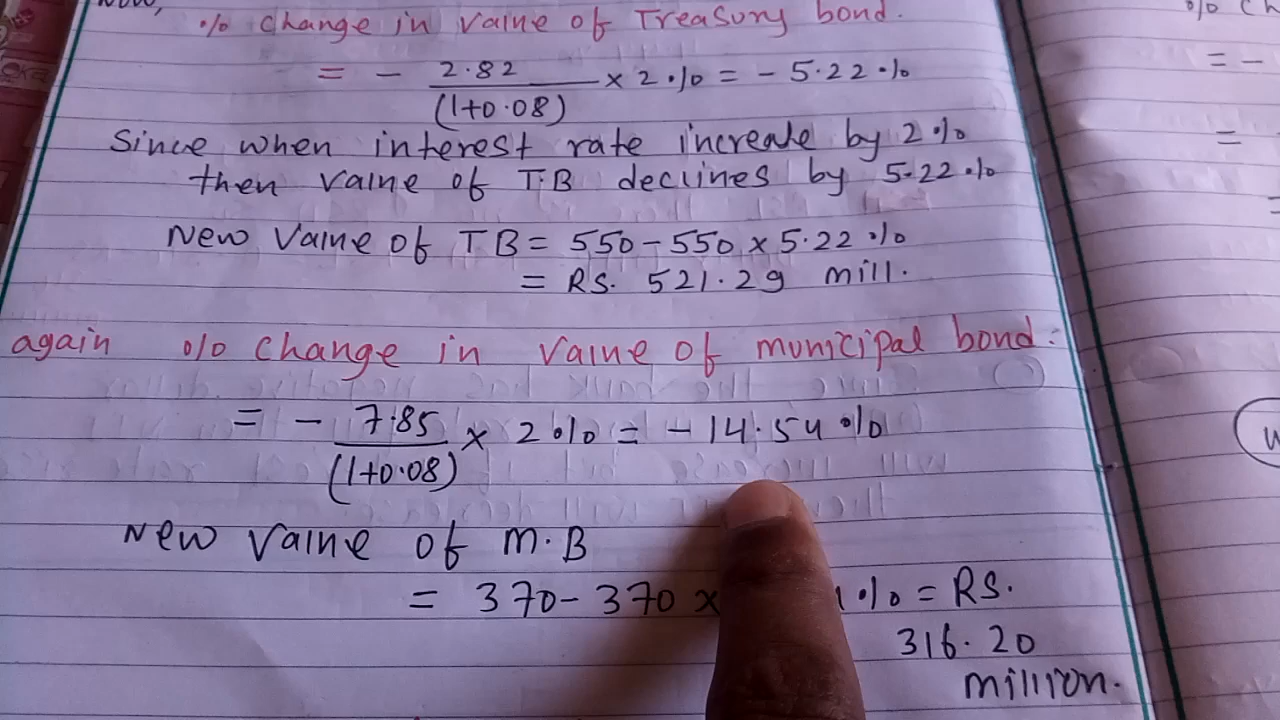 Now,
% change in value of Treasury bond.
= - 2.82/(1+0.08) × 2% = - 5.22%
Since when interest rate increase by 2%
then value of T.B declines by 5.22%
New value of TB = 550 - 550 × 5.22%
= RS. 521.29 mill.
again % change in value of municipal bond:
= - 7.85/(1+0.08) × 2% = - 14.54%
New value of M.B
= 370 - 370 × % = RS.
316.20
million.
% ch
= -
=